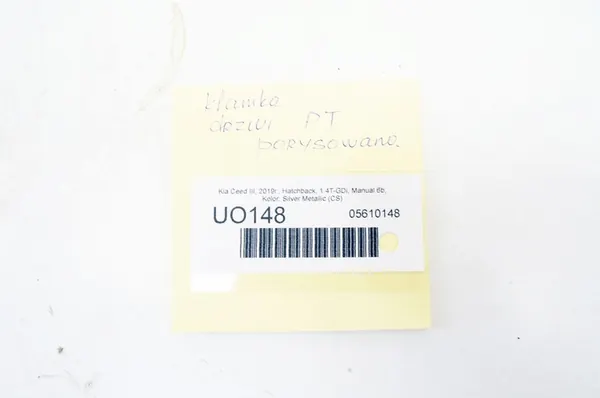 klamka
drzwi PT
porysowana.
Kia Ceed III, 2019r., Hatchback, 1.4T-GDi, Manual 6b,
Kolor: Silver Metallic (CS)
UO148 05610148